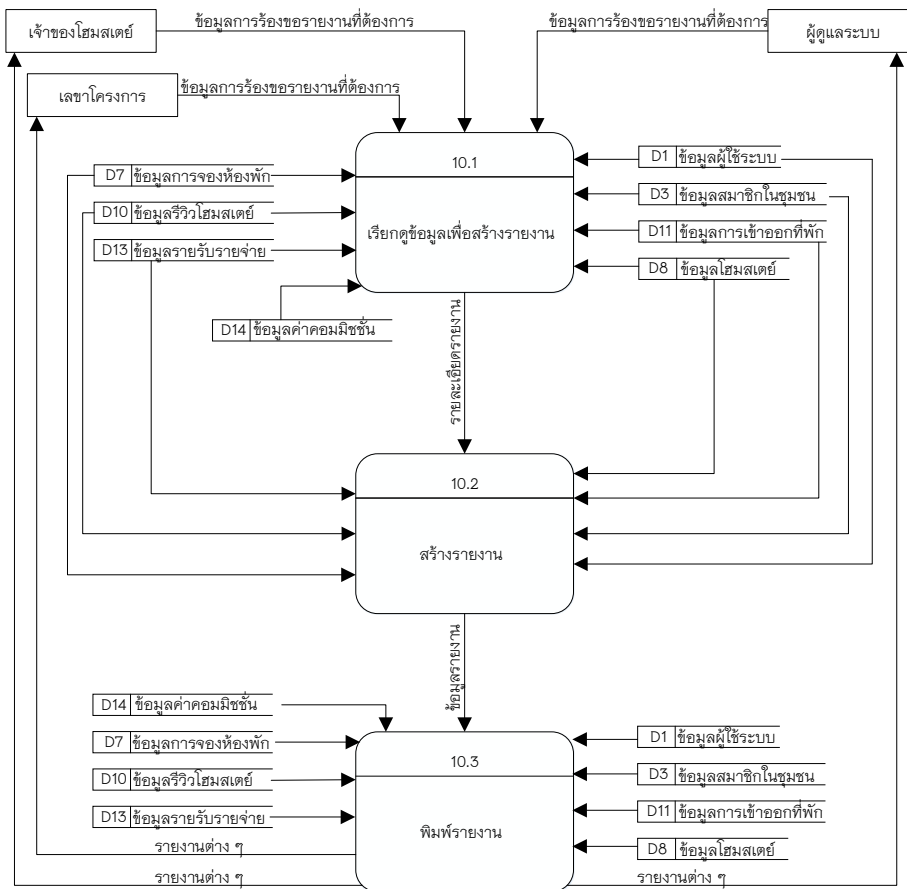 ข้อมูลการร้องขอรายงานที่ต้องการ
ข้อมูลการร้องขอรายงานที่ต้องการ
เจ้าของโฮมสเตย์
ผู้ดูแลระบบ
ข้อมูลการร้องขอรายงานที่ต้องการ
เลขาโครงการ
10.1
เรียกดูข้อมูลเพื่อสร้างรายงาน
D7 ข้อมูลการจองห้องพัก
D10 ข้อมูลรีวิวโฮมสเตย์
D13 ข้อมูลรายรับรายจ่าย
D14 ข้อมูลค่าคอมมิชชั่น
D1 ข้อมูลผู้ใช้ระบบ
D3 ข้อมูลสมาชิกในชุมชน
D11 ข้อมูลการเข้าออกที่พัก
D8 ข้อมูลโฮมสเตย์
รายละเอียดรายงาน
10.2
สร้างรายงาน
ข้อมูลรายงาน
D14 ข้อมูลค่าคอมมิชชั่น
D7 ข้อมูลการจองห้องพัก
D10 ข้อมูลรีวิวโฮมสเตย์
D13 ข้อมูลรายรับรายจ่าย
10.3
พิมพ์รายงาน
D1 ข้อมูลผู้ใช้ระบบ
D3 ข้อมูลสมาชิกในชุมชน
D11 ข้อมูลการเข้าออกที่พัก
D8 ข้อมูลโฮมสเตย์
รายงานต่าง ๆ
รายงานต่าง ๆ
รายงานต่าง ๆ